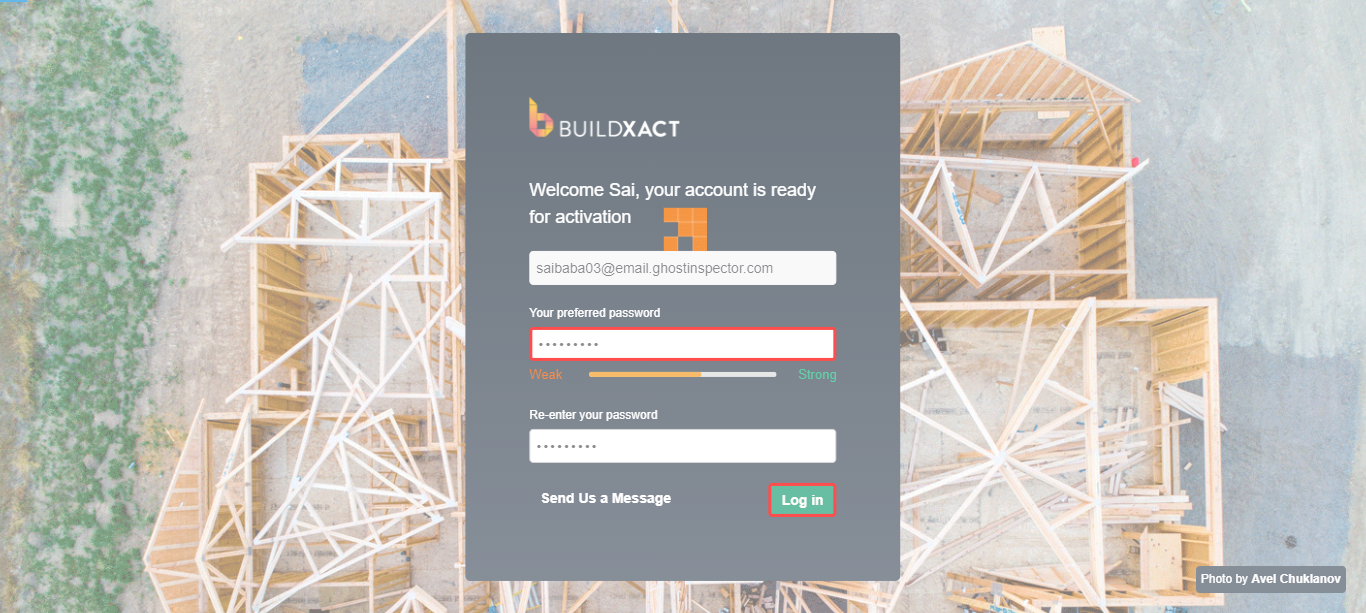 BUILDXACT
Welcome Sai, your account is ready
for activation
saibaba03@email.ghostinspector.com
Your preferred password
•••••••••
Weak
Strong
Re-enter your password
•••••••••
Send Us a Message
Log in
Photo by Avel Chuklanov